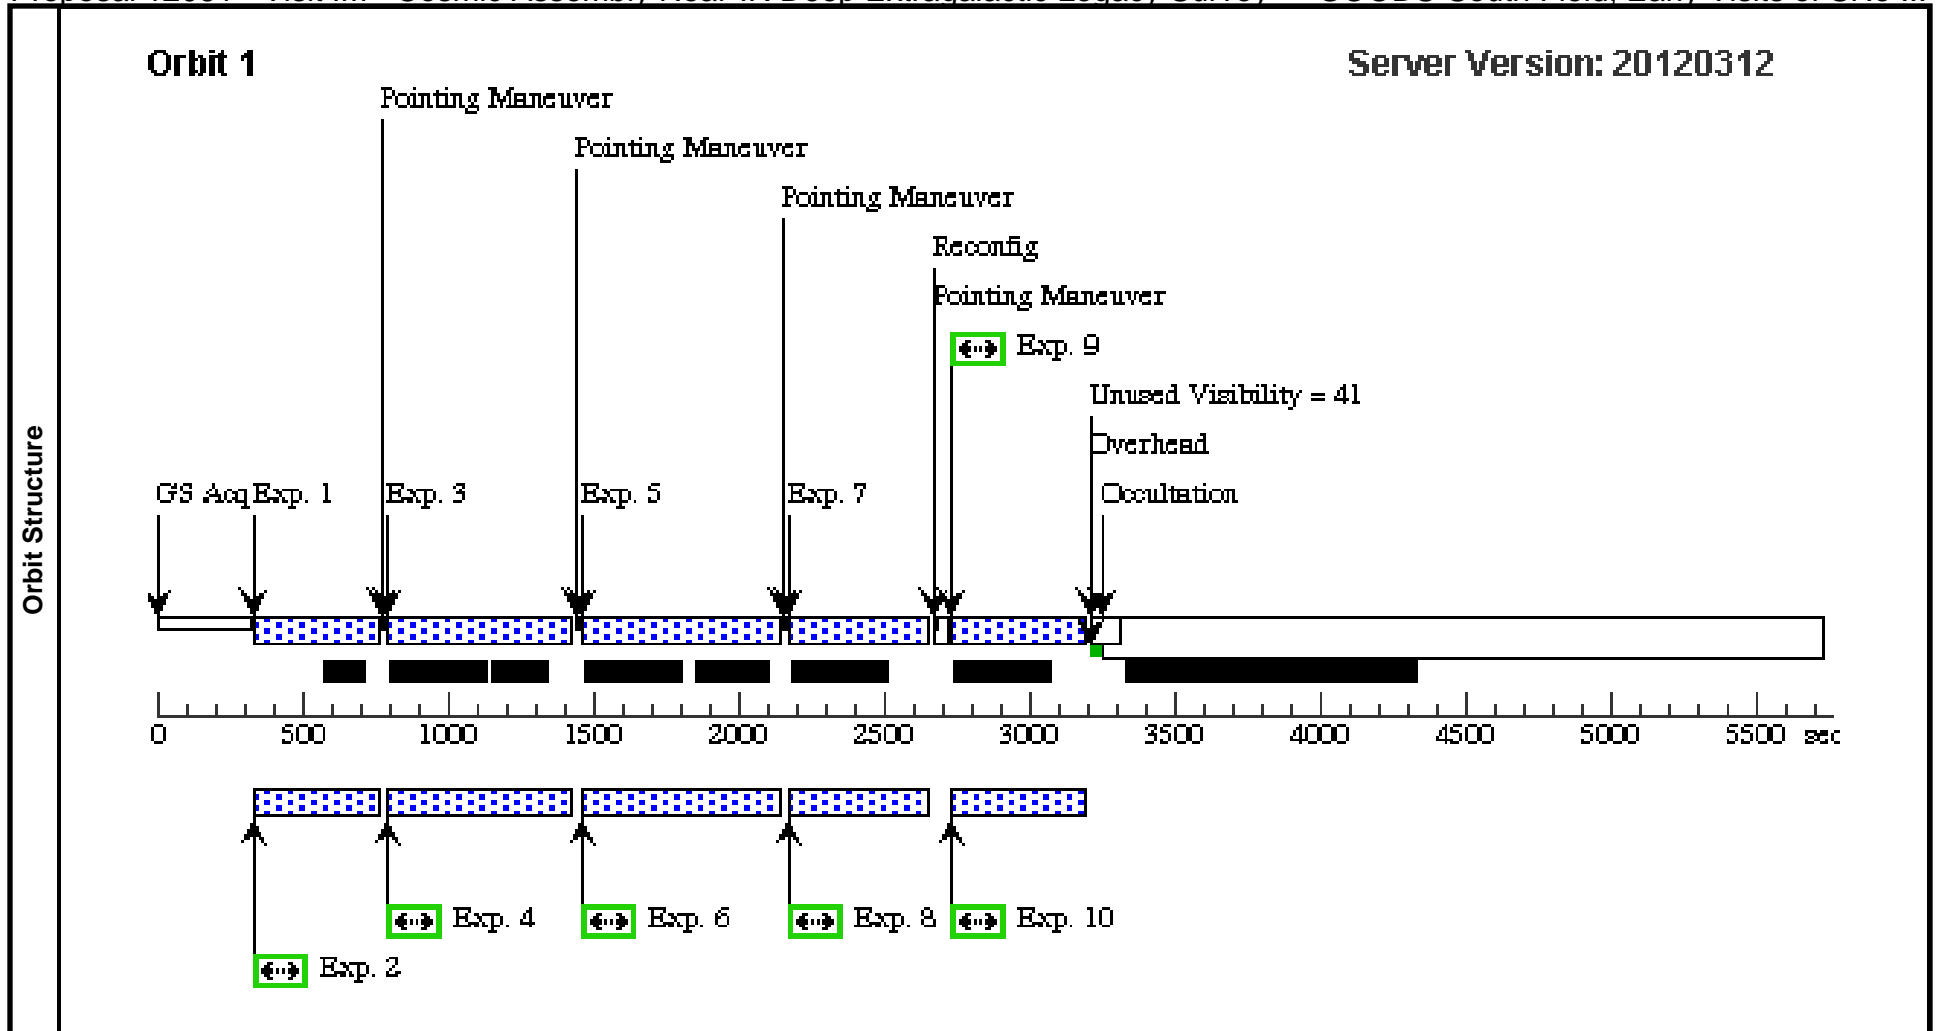 Orbit 1
Server Version: 20120312
Pointing Maneuver
Pointing Maneuver
Pointing Maneuver
Reconfig
Pointing Maneuver
Exp. 9
Unused Visibility = 41
Overhead
GS Acq Exp. 1 Exp. 3 Exp. 5 Exp. 7 Occultation
Orbit Structure
0 500 1000 1500 2000 2500 3000 3500 4000 4500 5000 5500 sec
Exp. 4 Exp. 6 Exp. 8 Exp. 10
Exp. 2